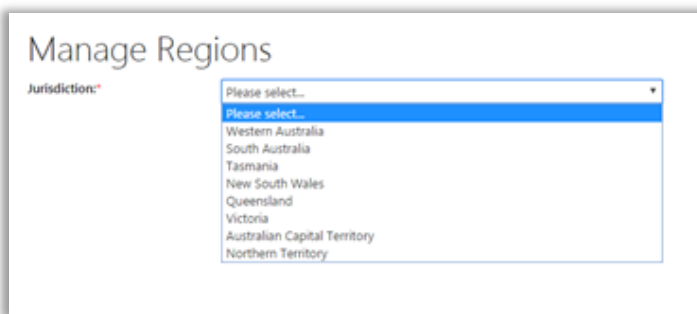 Manage Regions
Jurisdiction:*
Please select...
Please select...
Western Australia
South Australia
Tasmania
New South Wales
Queensland
Victoria
Australian Capital Territory
Northern Territory